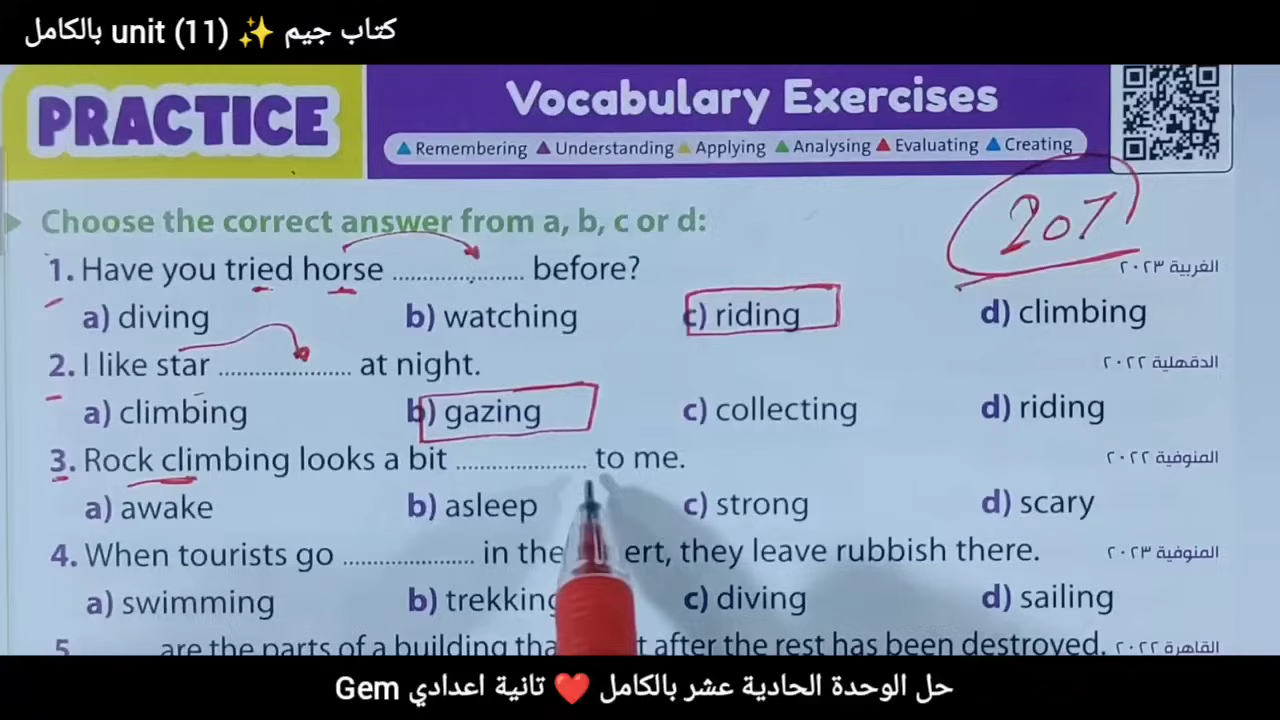 كتاب جيم ✨ unit (11) بالكامل
PRACTICE
Vocabulary Exercises
Remembering Understanding Applying Analysing Evaluating Creating
Choose the correct answer from a, b, c or d:
207
1. Have you tried horse ........................ before? الغربية ٢٠٢٣
a) diving b) watching c) riding d) climbing
2. I like star ........................ at night. الدقهلية ٢٠٢٢
a) climbing b) gazing c) collecting d) riding
3. Rock climbing looks a bit ........................ to me. المنوفية ٢٠٢٢
a) awake b) asleep c) strong d) scary
4. When tourists go ........................ in the ert, they leave rubbish there. المنوفية ٢٠٢٣
a) swimming b) trekking c) diving d) sailing
5 are the parts of a building tha t after the rest has been destroyed. القاهرة ٢٠٢٢
حل الوحدة الحادية عشر بالكامل ❤️ تانية اعدادي Gem